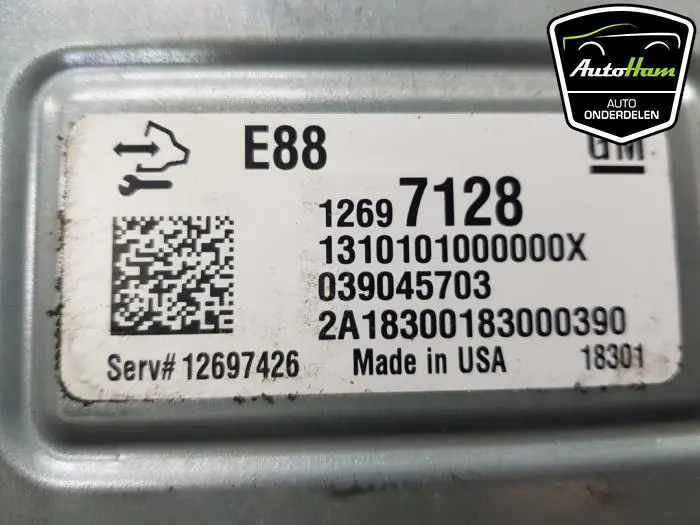 AutoHam
AUTO
ONDERDELEN
E88
GM
1269 7128
1310101000000X
039045703
2A18300183000390
Serv# 12697426 Made in USA 18301